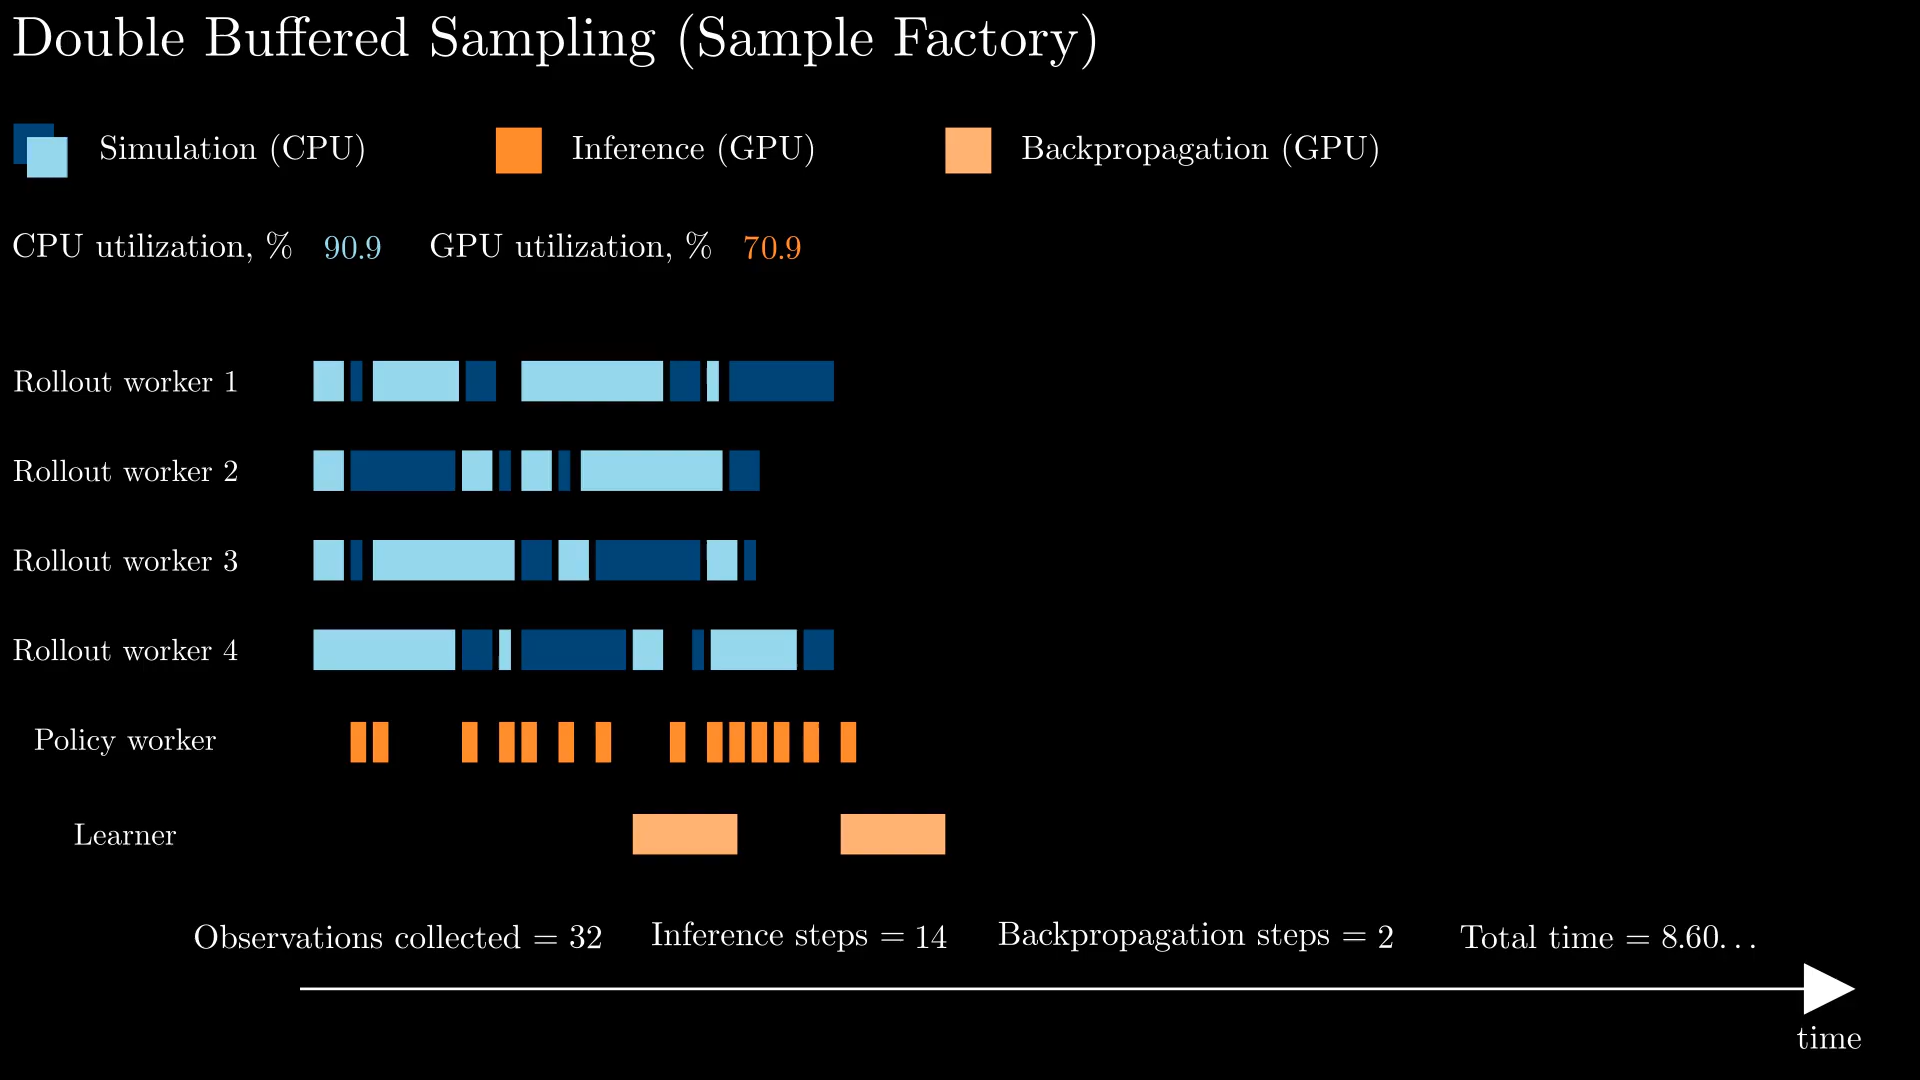 Double Buffered Sampling (Sample Factory)
Simulation (CPU) Inference (GPU) Backpropagation (GPU)
CPU utilization, % 90.9 GPU utilization, % 70.9
Rollout worker 1
Rollout worker 2
Rollout worker 3
Rollout worker 4
Policy worker
Learner
Observations collected = 32 Inference steps = 14 Backpropagation steps = 2 Total time = 8.60...
time